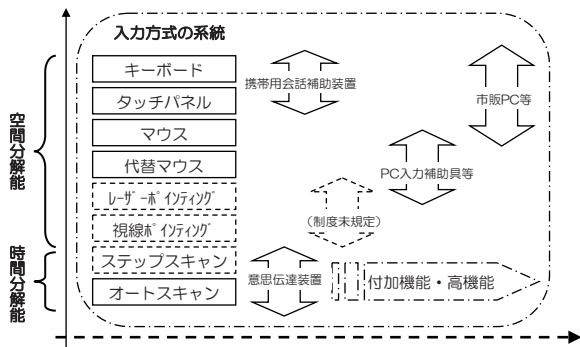 入力方式の系統
キーボード
タッチパネル
マウス
代替マウス
レーザーポインティング
視線ポインティング
ステップスキャン
オートスキャン
空間分解能
時間分解能
携帯用会話補助装置
市販PC等
PC入力補助具等
（制度未規定）
意思伝達装置
付加機能・高機能